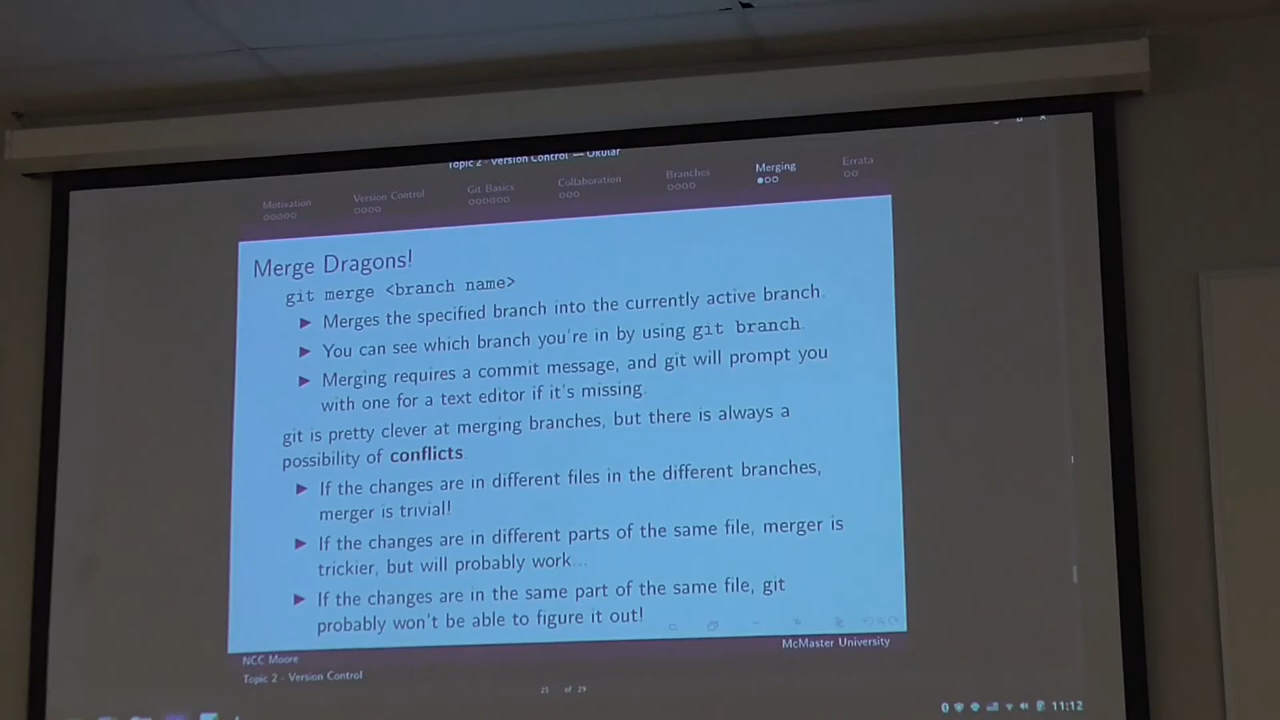 Topic 2 - Version Control — Okular
Motivation
Version Control
Git Basics
Collaboration
Branches
Merging
Errata
Merge Dragons!
git merge <branch name>
Merges the specified branch into the currently active branch.
You can see which branch you're in by using git branch.
Merging requires a commit message, and git will prompt you
with one for a text editor if it's missing.
git is pretty clever at merging branches, but there is always a
possibility of conflicts.
If the changes are in different files in the different branches,
merger is trivial!
If the changes are in different parts of the same file, merger is
trickier, but will probably work...
If the changes are in the same part of the same file, git
probably won't be able to figure it out!
NCC Moore
McMaster University
Topic 2 - Version Control
25 of 29
11:12